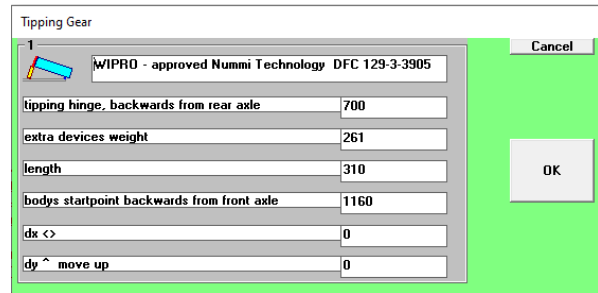 Tipping Gear
1
Cancel
WIPRO - approved Nummi Technology DFC 129-3-3905
tipping hinge, backwards from rear axle 700
extra devices weight 261
length 310
OK
bodys startpoint backwards from front axle 1160
dx <> 0
dy ^ move up 0